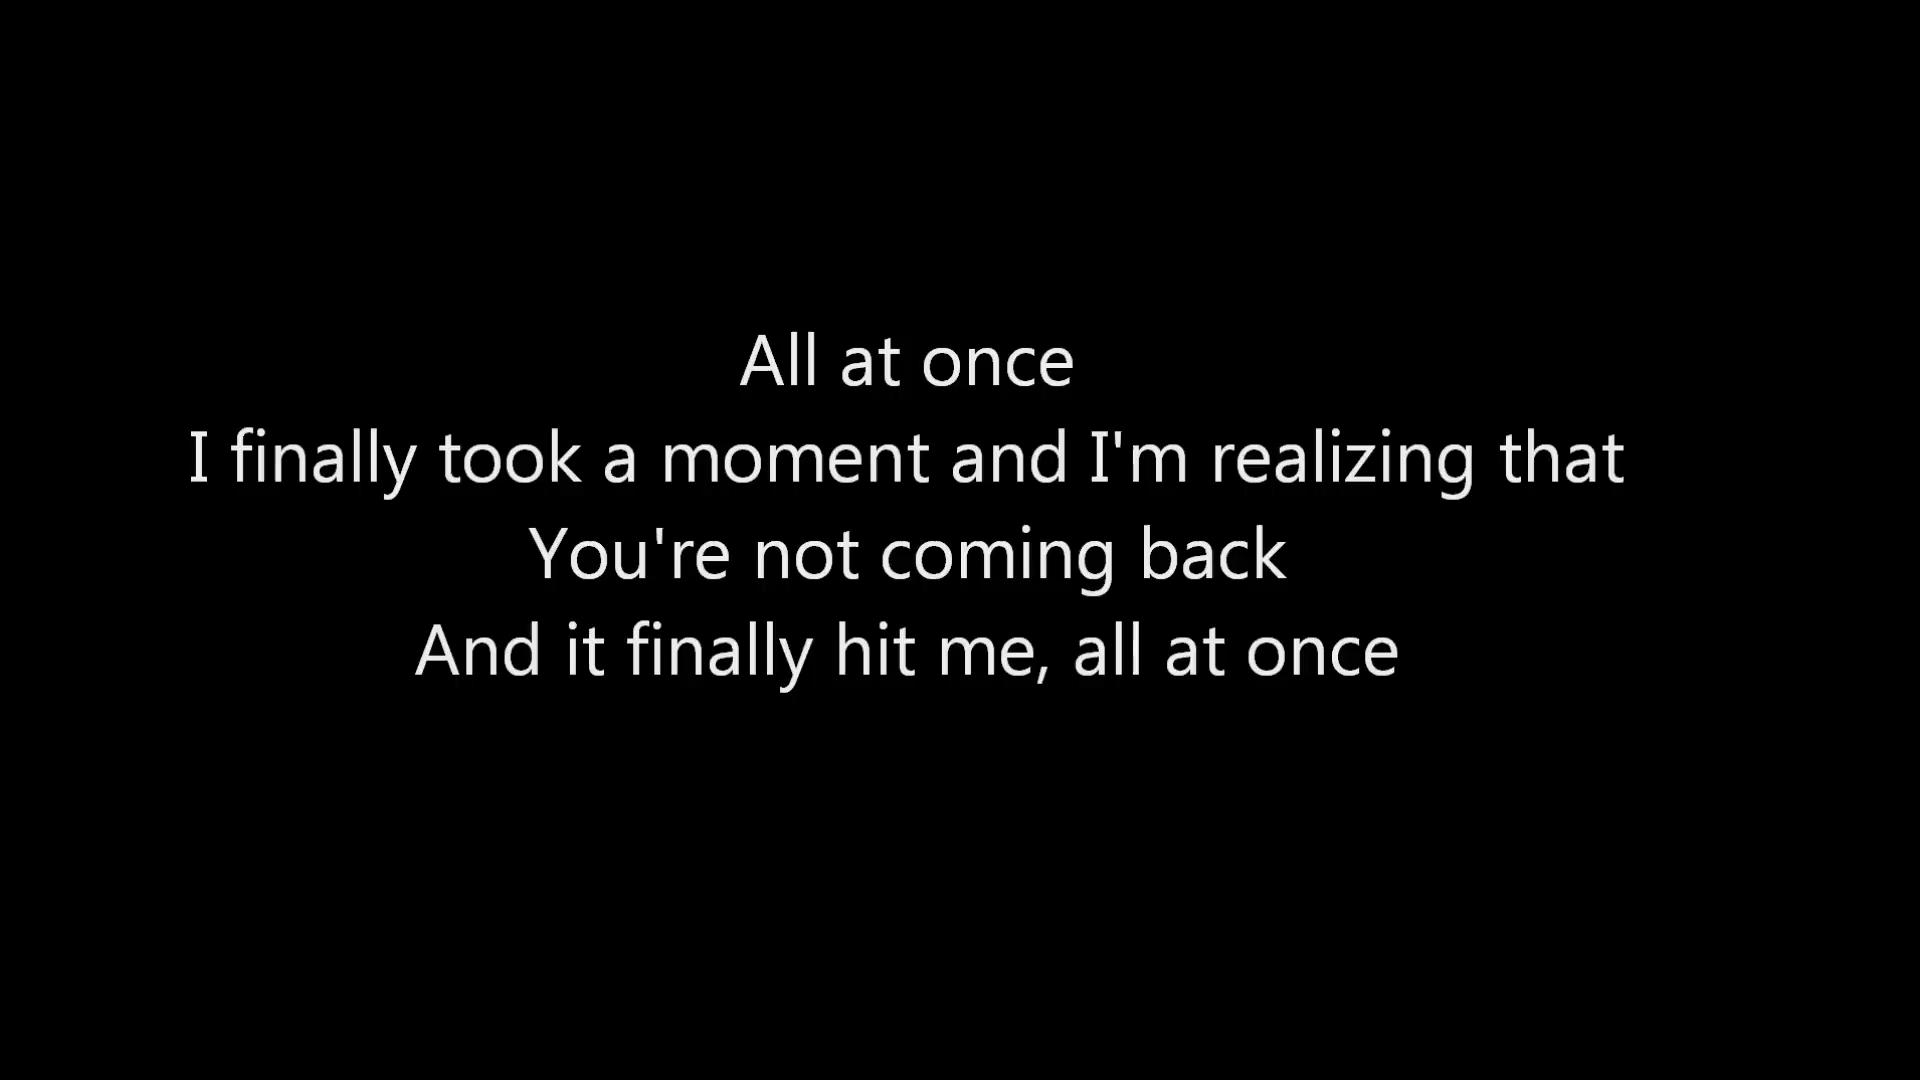 All at once
I finally took a moment and I'm realizing that
You're not coming back
And it finally hit me, all at once